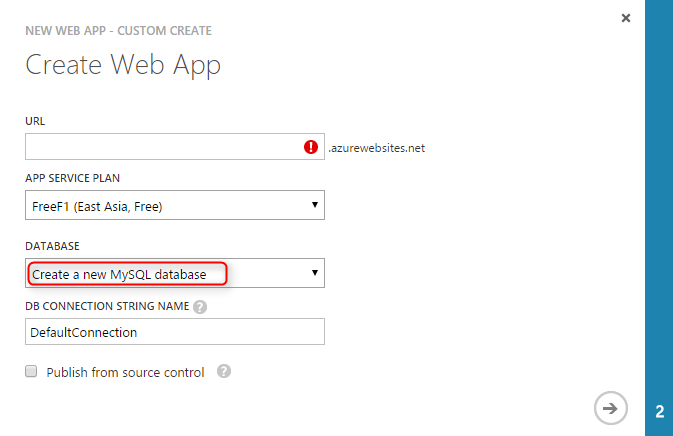 NEW WEB APP - CUSTOM CREATE
Create Web App
URL
.azurewebsites.net
APP SERVICE PLAN
FreeF1 (East Asia, Free)
DATABASE
Create a new MySQL database
DB CONNECTION STRING NAME ?
DefaultConnection
Publish from source control ?
2